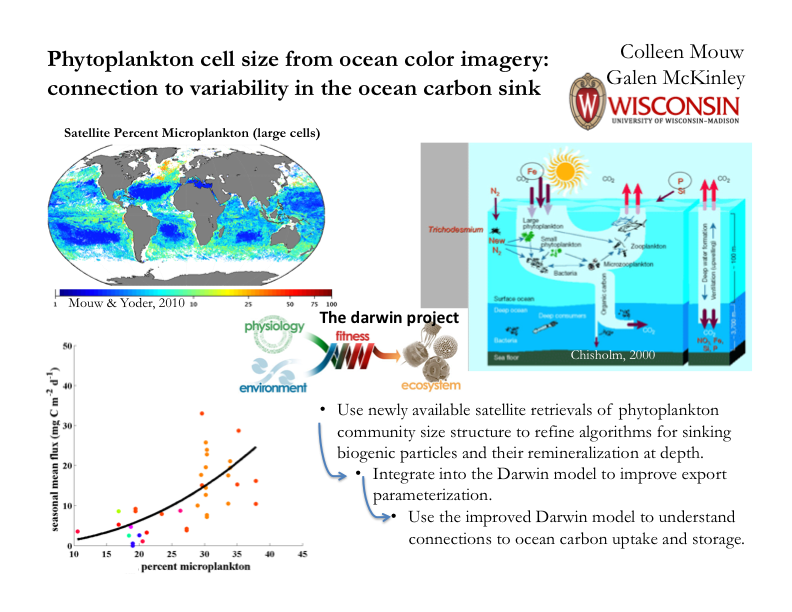 Phytoplankton cell size from ocean color imagery:
connection to variability in the ocean carbon sink
Colleen Mouw
Galen McKinley
WISCONSIN
UNIVERSITY OF WISCONSIN–MADISON
Satellite Percent Microplankton (large cells)
1 10 25 50 75 100
Mouw & Yoder, 2010
CO2 Fe CO2 P Si CO2
N2
Trichodesmium
New N2
Large phytoplankton
Small phytoplankton
Zooplankton
Microzooplankton
Bacteria
Organic carbon
Deep water formation
Ventilation (upwelling)
~ 100 m
~ 3,700 m
Surface ocean
Deep ocean
Deep consumers
CO2
CO2
Bacteria
Sea floor
Chisholm, 2000
The darwin project
physiology
fitness
environment
ecosystem
seasonal mean flux (mg C m-2 d-1)
50
40
30
20
10
0
10 15 20 25 30 35 40 45
percent microplankton
• Use newly available satellite retrievals of phytoplankton
community size structure to refine algorithms for sinking
biogenic particles and their remineralization at depth.
• Integrate into the Darwin model to improve export
parameterization.
• Use the improved Darwin model to understand
connections to ocean carbon uptake and storage.